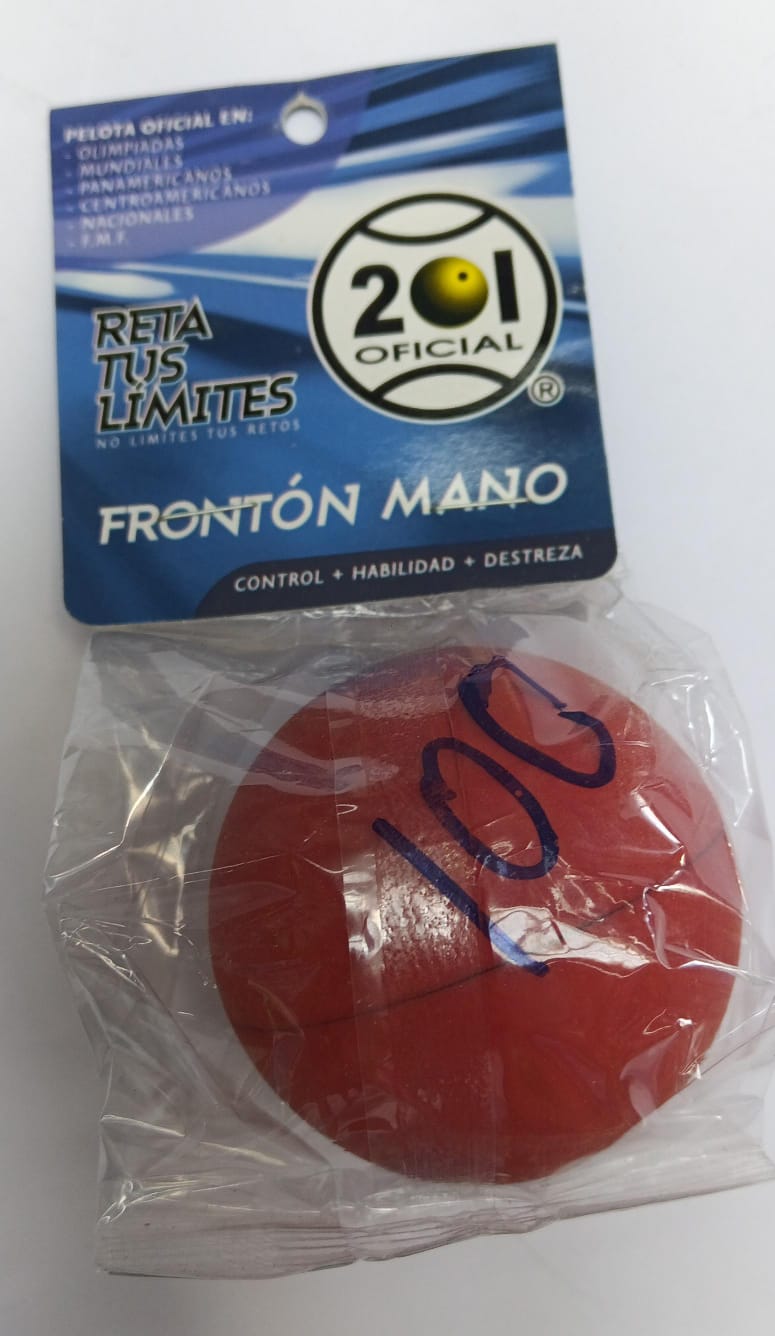 PELOTA OFICIAL EN:
- OLIMPIADAS
- MUNDIALES
- PANAMERICANOS
- CENTROAMERICANOS
- NACIONALES
- F.M.F.
201
OFICIAL
®
RETA
TUS
LÍMITES
NO LIMITES TUS RETOS
FRONTÓN MANO
CONTROL + HABILIDAD + DESTREZA
100